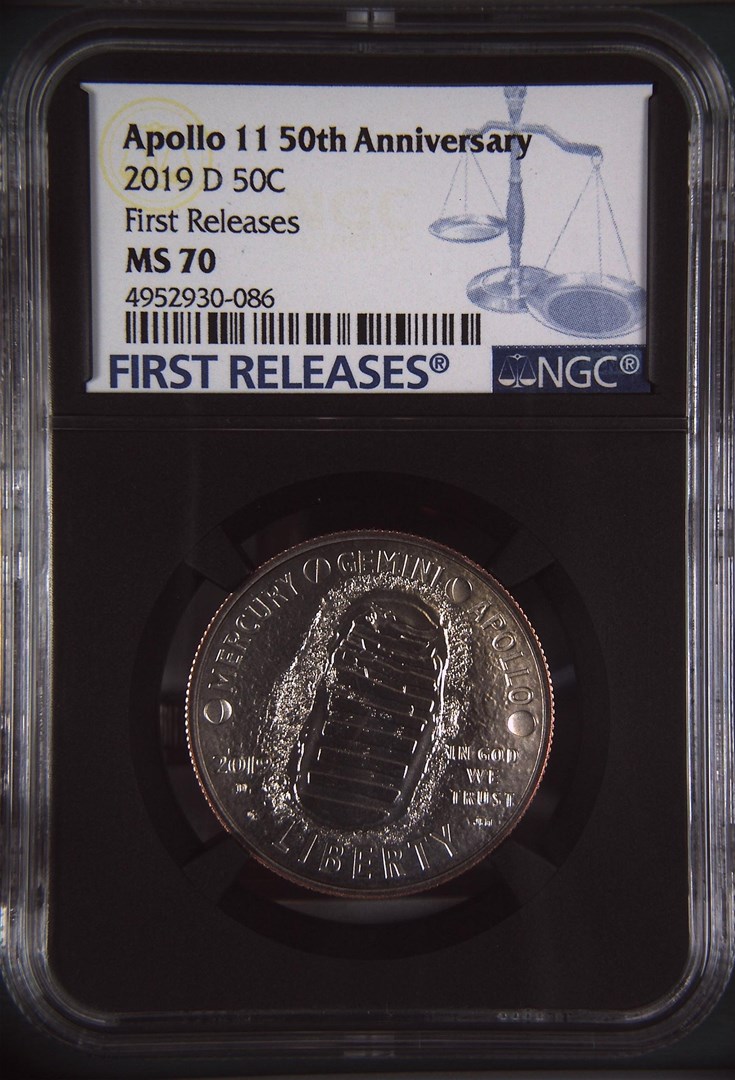 Apollo 11 50th Anniversary
2019 D 50C
First Releases
MS 70
4952930-086
FIRST RELEASES®
NGC®
MERCURY GEMINI APOLLO
2019
IN GOD
WE
TRUST
LIBERTY